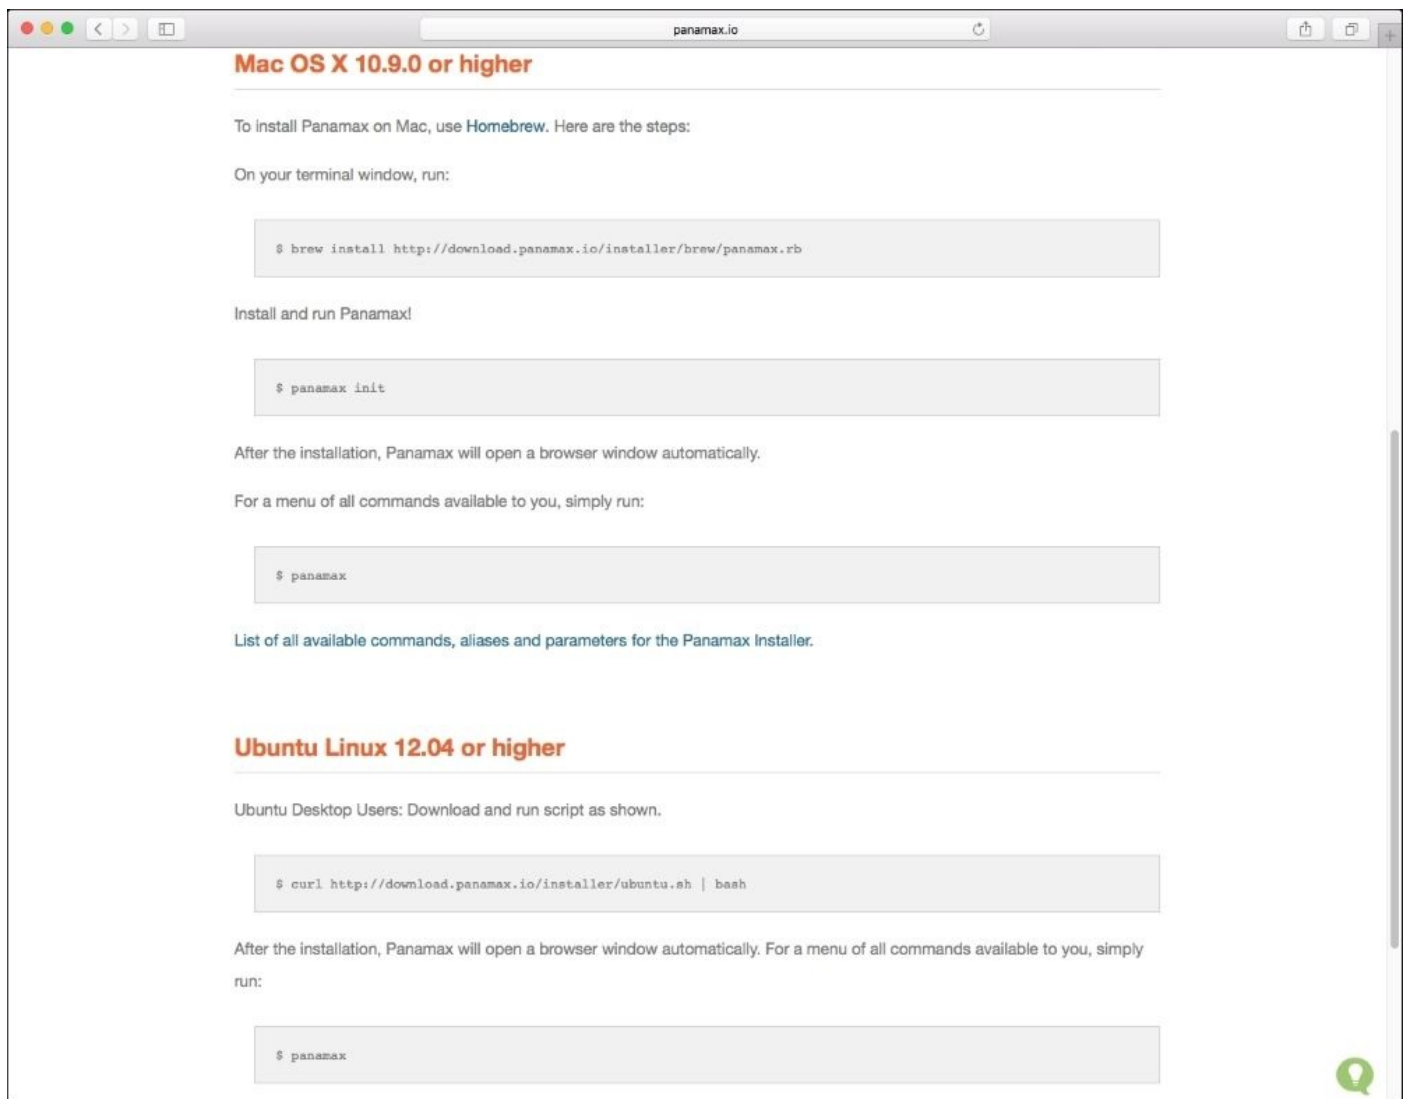 panamax.io
Mac OS X 10.9.0 or higher
To install Panamax on Mac, use Homebrew. Here are the steps:
On your terminal window, run:
$ brew install http://download.panamax.io/installer/brew/panamax.rb
Install and run Panamax!
$ panamax init
After the installation, Panamax will open a browser window automatically.
For a menu of all commands available to you, simply run:
$ panamax
List of all available commands, aliases and parameters for the Panamax Installer.
Ubuntu Linux 12.04 or higher
Ubuntu Desktop Users: Download and run script as shown.
$ curl http://download.panamax.io/installer/ubuntu.sh | bash
After the installation, Panamax will open a browser window automatically. For a menu of all commands available to you, simply
run:
$ panamax